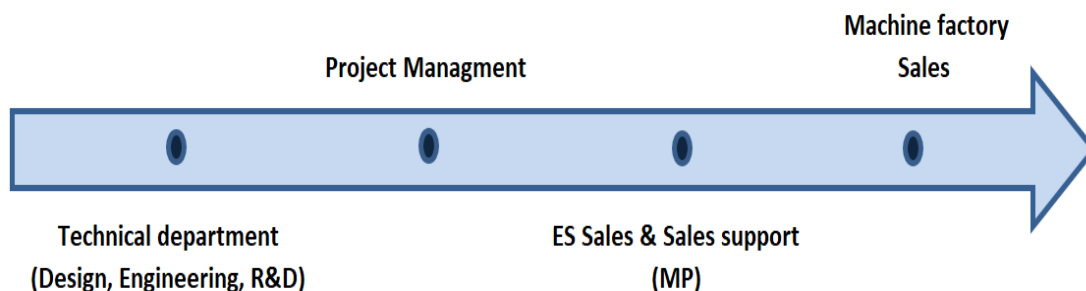 Machine factory
Sales
Project Managment
Technical department
(Design, Engineering, R&D)
ES Sales & Sales support
(MP)